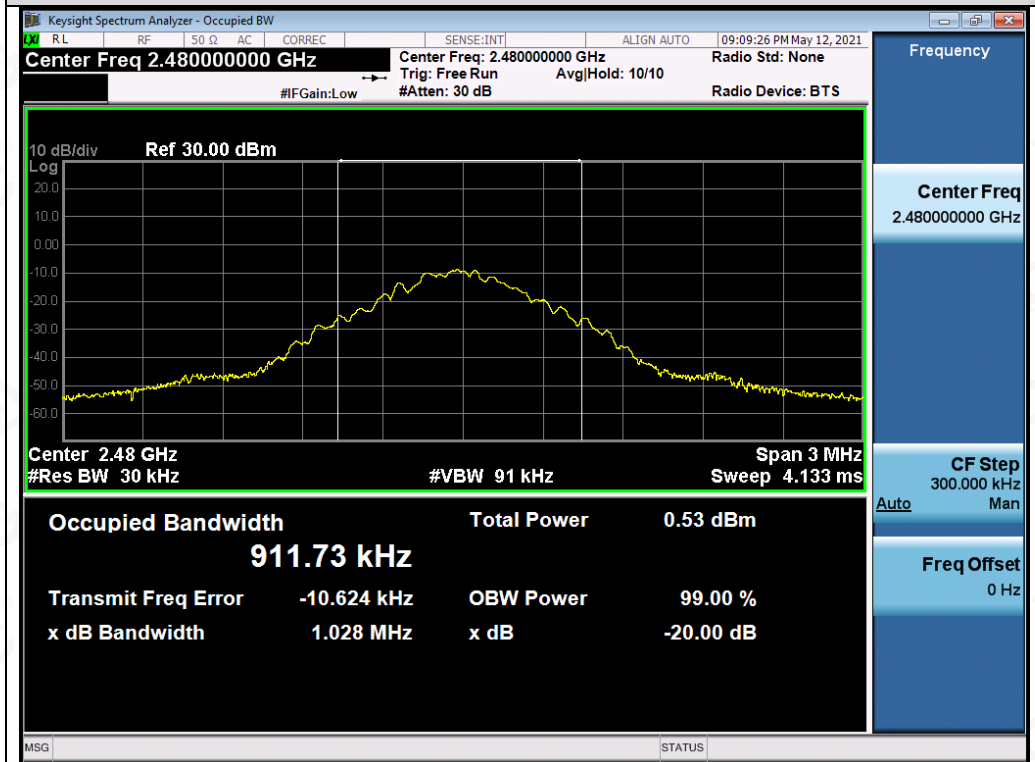 Keysight Spectrum Analyzer - Occupied BW
LXI RL RF 50 Ω AC CORREC SENSE:INT ALIGN AUTO 09:09:26 PM May 12, 2021
Center Freq 2.480000000 GHz
Center Freq: 2.480000000 GHz Radio Std: None
Trig: Free Run Avg|Hold: 10/10
#IFGain:Low #Atten: 30 dB Radio Device: BTS
10 dB/div Ref 30.00 dBm
Log
20.0
10.0
0.00
-10.0
-20.0
-30.0
-40.0
-50.0
-60.0
Center 2.48 GHz Span 3 MHz
#Res BW 30 kHz #VBW 91 kHz Sweep 4.133 ms
Occupied Bandwidth Total Power 0.53 dBm
911.73 kHz
Transmit Freq Error -10.624 kHz OBW Power 99.00 %
x dB Bandwidth 1.028 MHz x dB -20.00 dB
MSG STATUS
Frequency
Center Freq
2.480000000 GHz
CF Step
300.000 kHz
Auto Man
Freq Offset
0 Hz